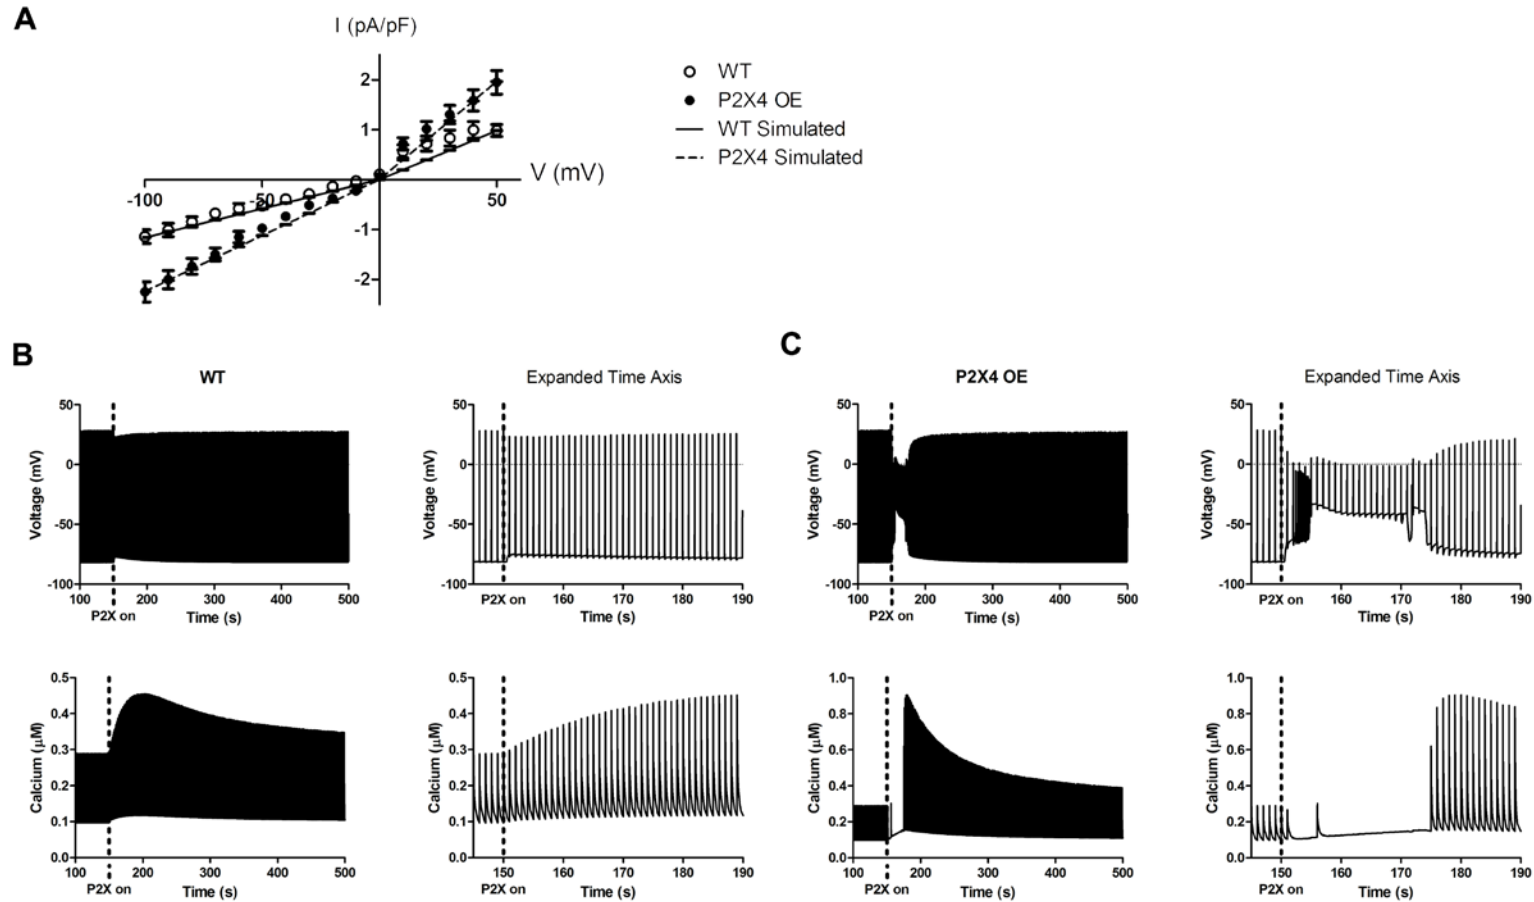 A
I (pA/pF)
2
1
-1
-2
-100
-50
50
V (mV)
WT
P2X4 OE
WT Simulated
P2X4 Simulated
B
WT
Expanded Time Axis
C
P2X4 OE
Expanded Time Axis
Voltage (mV)
50
0
-50
-100
100
200
300
400
500
P2X on
Time (s)
Voltage (mV)
50
0
-50
-100
P2X on
160
170
180
190
Time (s)
Voltage (mV)
50
0
-50
-100
100
200
300
400
500
P2X on
Time (s)
Voltage (mV)
50
0
-50
-100
P2X on
160
170
180
190
Time (s)
Calcium (μM)
0.5
0.4
0.3
0.2
0.1
0.0
100
200
300
400
500
P2X on
Time (s)
Calcium (μM)
0.5
0.4
0.3
0.2
0.1
0.0
150
160
170
180
190
P2X on
Time (s)
Calcium (μM)
1.0
0.8
0.6
0.4
0.2
0.0
100
200
300
400
500
P2X on
Time (s)
Calcium (μM)
1.0
0.8
0.6
0.4
0.2
0.0
150
160
170
180
190
P2X on
Time (s)